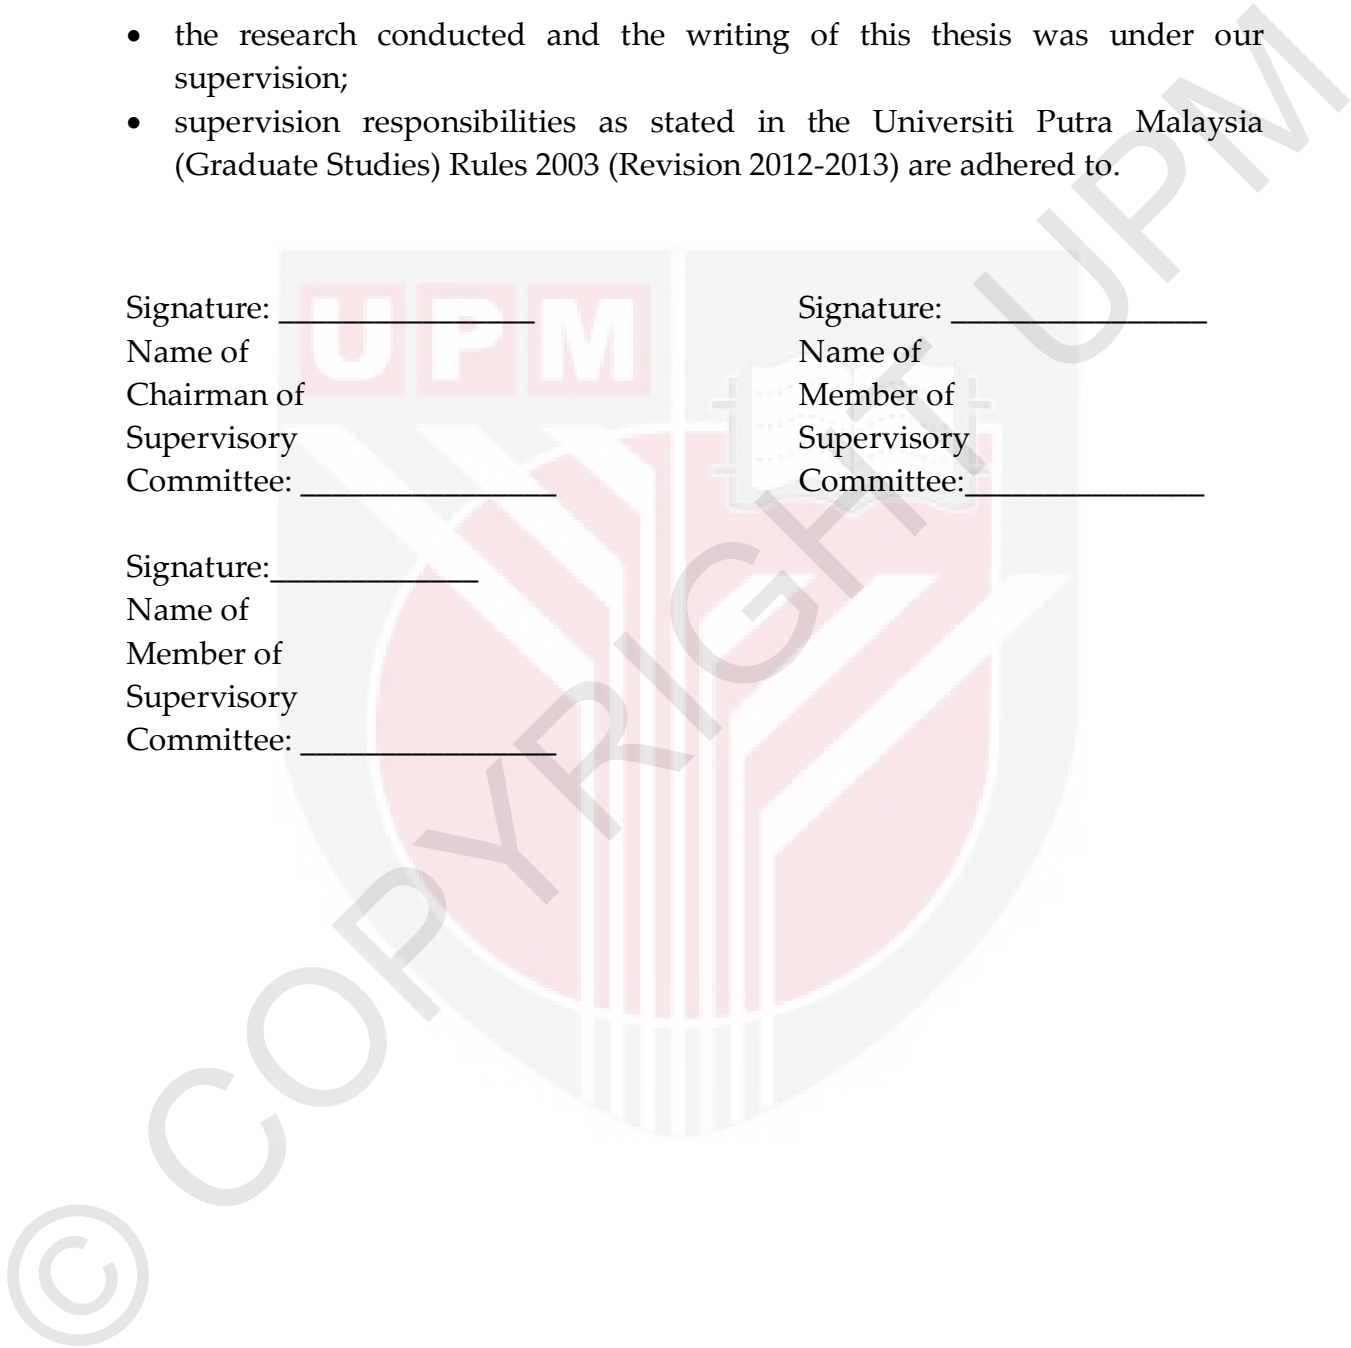 • the research conducted and the writing of this thesis was under our
supervision;
• supervision responsibilities as stated in the Universiti Putra Malaysia
(Graduate Studies) Rules 2003 (Revision 2012-2013) are adhered to.
Signature: ________________
Name of
Chairman of
Supervisory
Committee: ________________
Signature: ________________
Name of
Member of
Supervisory
Committee:_______________
Signature:_____________
Name of
Member of
Supervisory
Committee: ________________
UPM
© COPYRIGHT UPM